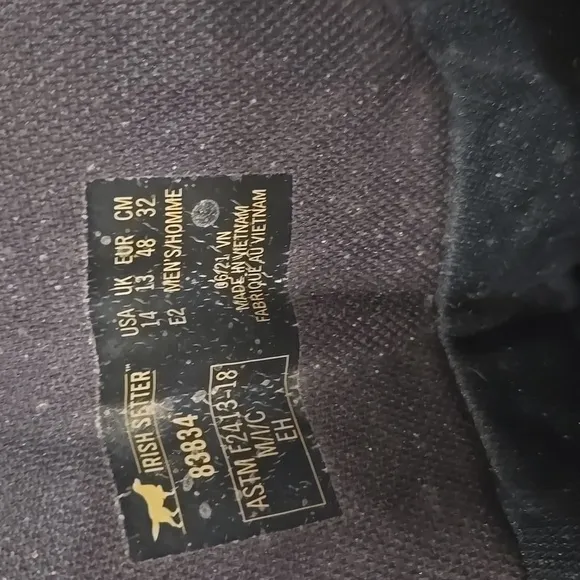 IRISH SETTER™
83834
ASTM F2413-18
M/I/C
EH
USA UK EUR CM
14 13 48 32
E2 MEN'S/HOMME
06/21 VN
MADE IN VIETNAM
FABRIQUÉ AU VIETNAM